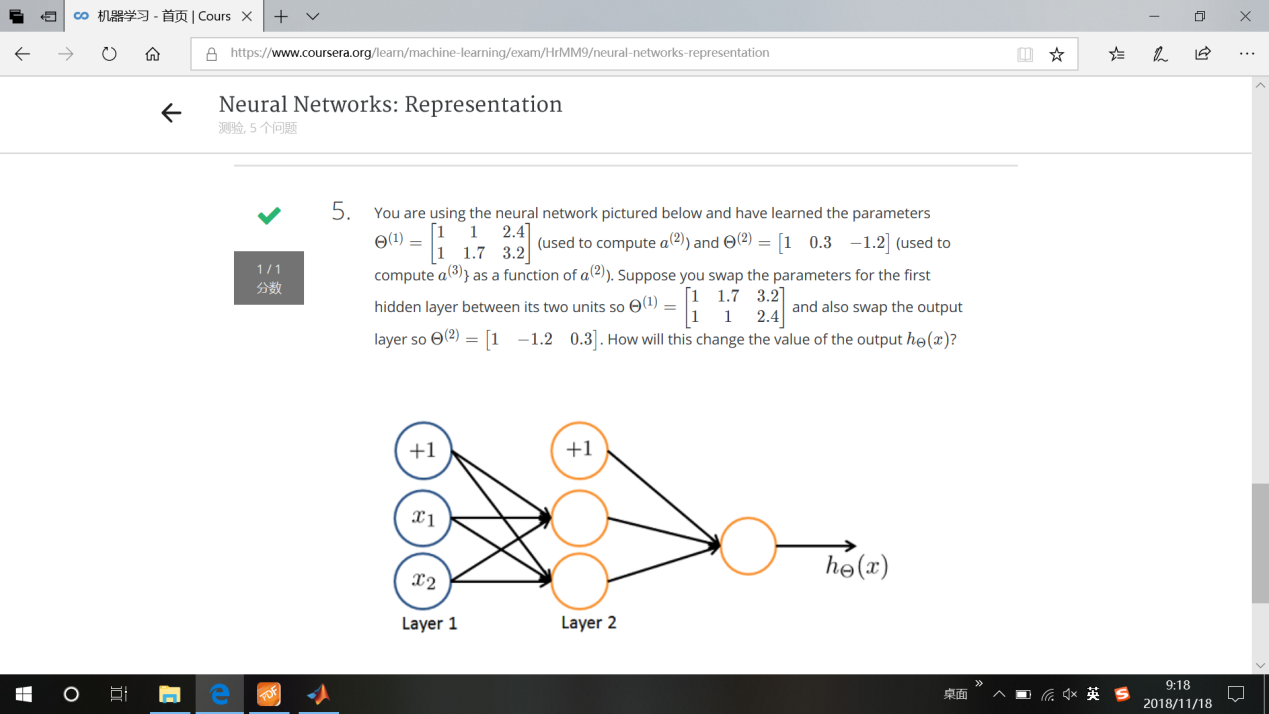 机器学习 - 首页 | Cours
https://www.coursera.org/learn/machine-learning/exam/HrMM9/neural-networks-representation
Neural Networks: Representation
测验, 5 个问题
1 / 1
分数
5. You are using the neural network pictured below and have learned the parameters
Θ(1) = [1 1 2.4; 1 1.7 3.2] (used to compute a(2)) and Θ(2) = [1 0.3 −1.2] (used to
compute a(3)} as a function of a(2)). Suppose you swap the parameters for the first
hidden layer between its two units so Θ(1) = [1 1.7 3.2; 1 1 2.4] and also swap the output
layer so Θ(2) = [1 −1.2 0.3]. How will this change the value of the output hΘ(x)?
+1 +1
x1
x2
hΘ(x)
Layer 1 Layer 2
PDF
桌面 » 英 S
9:18
2018/11/18